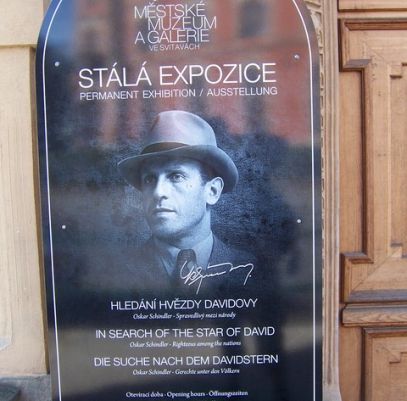 MĚSTSKÉ
MUZEUM
A GALERIE
VE SVITAVÁCH
STÁLÁ EXPOZICE
PERMANENT EXHIBITION / AUSSTELLUNG
HLEDÁNÍ HVĚZDY DAVIDOVY
Oskar Schindler - Spravedlivý mezi národy
IN SEARCH OF THE STAR OF DAVID
Oskar Schindler - Righteous among the nations
DIE SUCHE NACH DEM DAVIDSTERN
Oskar Schindler - Gerechte unter den Völkern
Otevírací doba - Opening hours - Öffnungszeiten